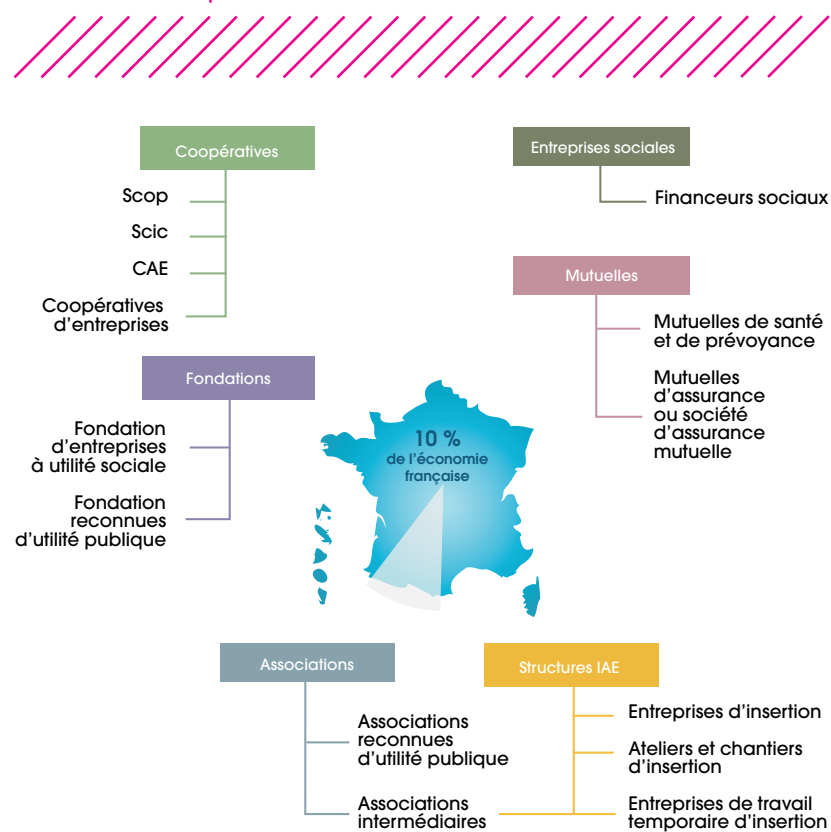 Coopératives
Scop
Scic
CAE
Coopératives
d'entreprises
Entreprises sociales
Financeurs sociaux
Mutuelles
Mutuelles de santé
et de prévoyance
Mutuelles
d'assurance
ou société
d'assurance
mutuelle
Fondations
Fondation
d'entreprises
à utilité sociale
Fondation
reconnues
d'utilité publique
10 %
de l'économie
française
Associations
Associations
reconnues
d'utilité publique
Associations
intermédiaires
Structures IAE
Entreprises d'insertion
Ateliers et chantiers
d'insertion
Entreprises de travail
temporaire d'insertion